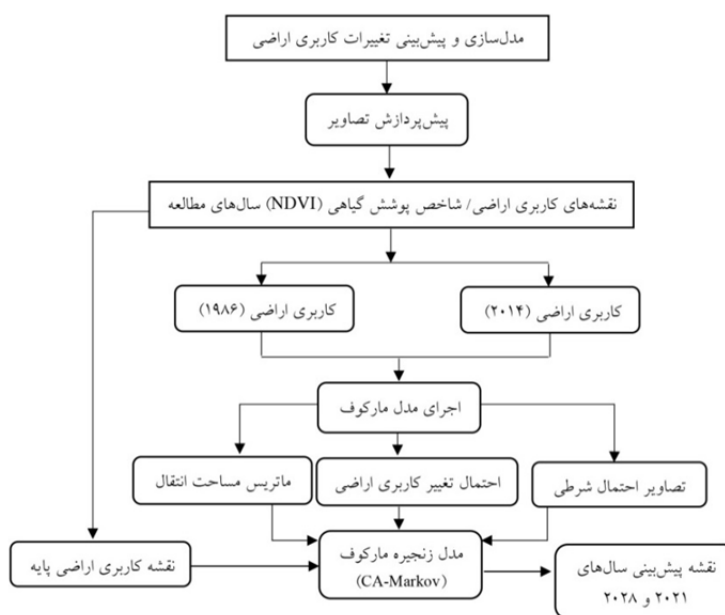 مدل‌سازی و پیش‌بینی تغییرات کاربری اراضی
پیش‌پردازش تصاویر
نقشه‌های کاربری اراضی/ شاخص پوشش گیاهی (NDVI) سال‌های مطالعه
کاربری اراضی (۲۰۱۴)
کاربری اراضی (۱۹۸۶)
اجرای مدل مارکوف
تصاویر احتمال شرطی
احتمال تغییر کاربری اراضی
ماتریس مساحت انتقال
نقشه پیش‌بینی سال‌های
۲۰۲۱ و ۲۰۲۸
مدل زنجیره مارکوف
(CA-Markov)
نقشه کاربری اراضی پایه